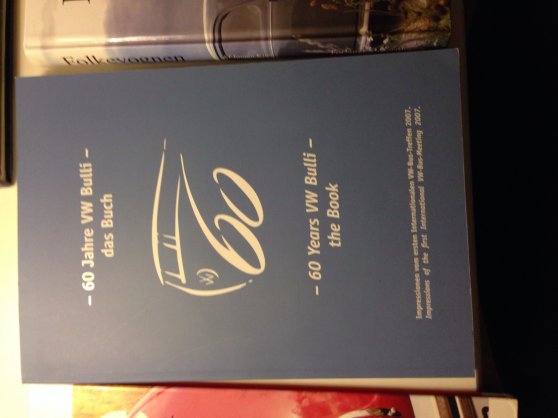 Folkevognen
– 60 Jahre VW Bulli –
das Buch
60
– 60 Years VW Bulli –
the Book
Impressionen vom ersten Internationalen VW-Bus-Treffen 2007.
Impressions of the first International VW-Bus-Meeting 2007.